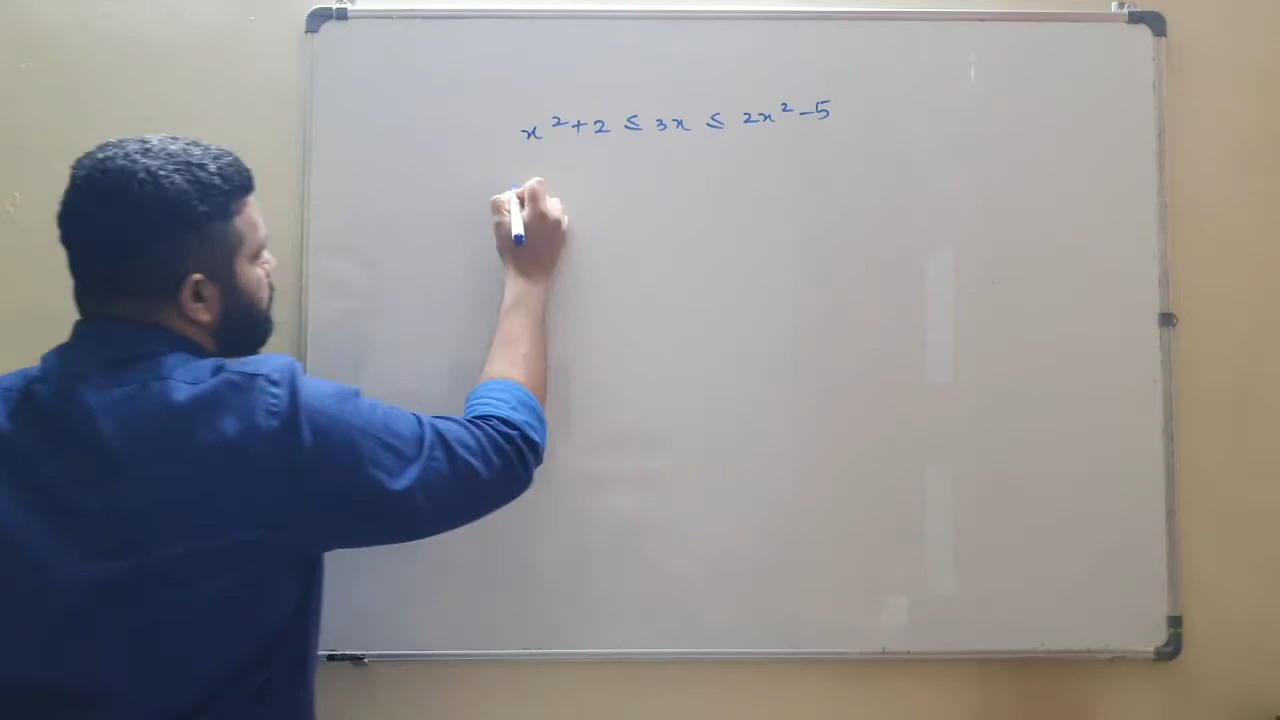 x² + 2 ≤ 3x ≤ 2x² - 5